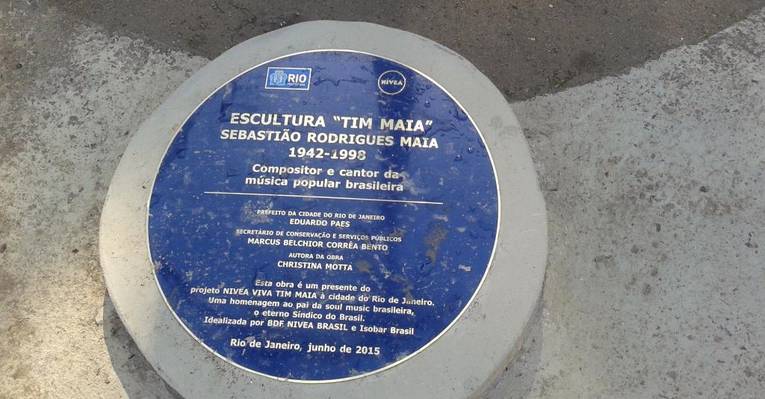 RIO
NIVEA
ESCULTURA "TIM MAIA"
SEBASTIÃO RODRIGUES MAIA
1942-1998
Compositor e cantor da
música popular brasileira
PREFEITO DA CIDADE DO RIO DE JANEIRO
EDUARDO PAES
SECRETÁRIO DE CONSERVAÇÃO E SERVIÇOS PÚBLICOS
MARCUS BELCHIOR CORRÊA BENTO
AUTORA DA OBRA
CHRISTINA MOTTA
Esta obra é um presente do
projeto NIVEA VIVA TIM MAIA à cidade do Rio de Janeiro.
Uma homenagem ao pai da soul music brasileira,
o eterno Síndico do Brasil.
Idealizada por BDF NIVEA BRASIL e Isobar Brasil
Rio de Janeiro, junho de 2015